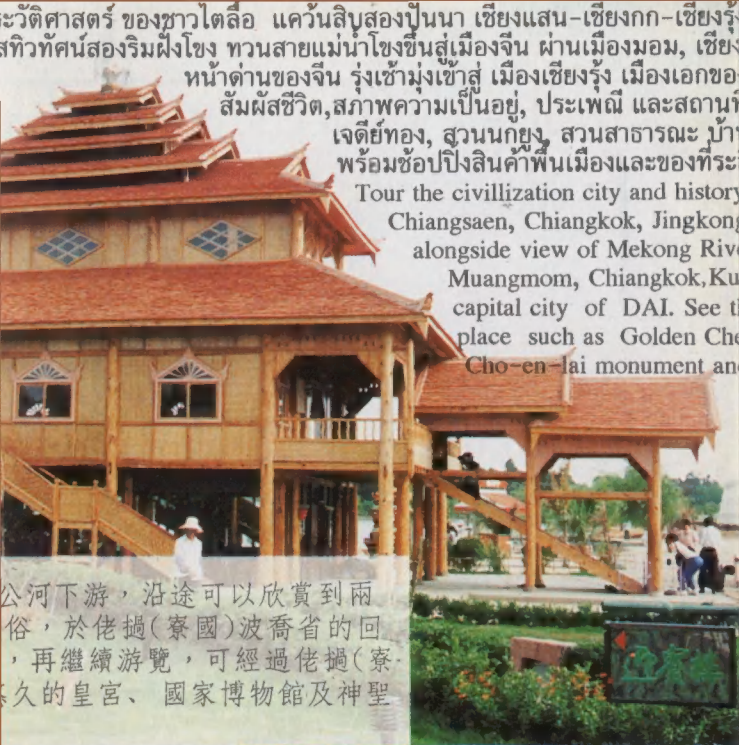 ะวัติศาสตร์ ของชาวไตลื้อ แคว้นสิบสองปันนา เชียงแสน-เชียงกก-เชียงรุ้ง
สทิวทัศน์สองริมฝั่งโขง ทวนสายแม่น้ำโขงขึ้นสู่เมืองจีน ผ่านเมืองมอม, เชียง
หน้าด่านของจีน รุ่งเช้ามุ่งเข้าสู่ เมืองเชียงรุ้ง เมืองเอกของ
สัมผัสชีวิต,สภาพความเป็นอยู่, ประเพณี และสถานที่
เจดีย์ทอง, สวนนกยูง, สวนสาธารณะ บ้าน
พร้อมช้อปปิ้งสินค้าพื้นเมืองและของที่ระ
Tour the civillization city and history
Chiangsaen, Chiangkok, Jingkong
alongside view of Mekong Rive
Muangmom, Chiangkok,Ku
capital city of DAI. See t
place such as Golden Che
Cho-en-lai monument and
公河下游，沿途可以欣賞到兩
俗，於佬撾(寮國)波喬省的回
，再繼續游覽，可經過佬撾(寮
久的皇宮、國家博物館及神聖
迎賓樓